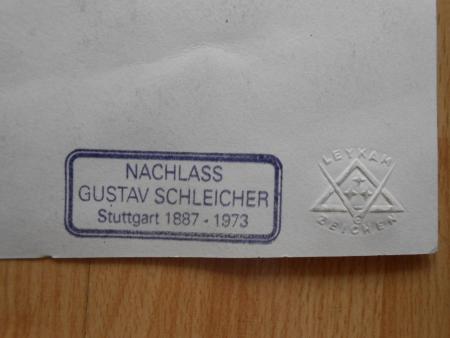 NACHLASS
GUSTAV SCHLEICHER
Stuttgart 1887 - 1973
LEYKAM
ZEICHEN